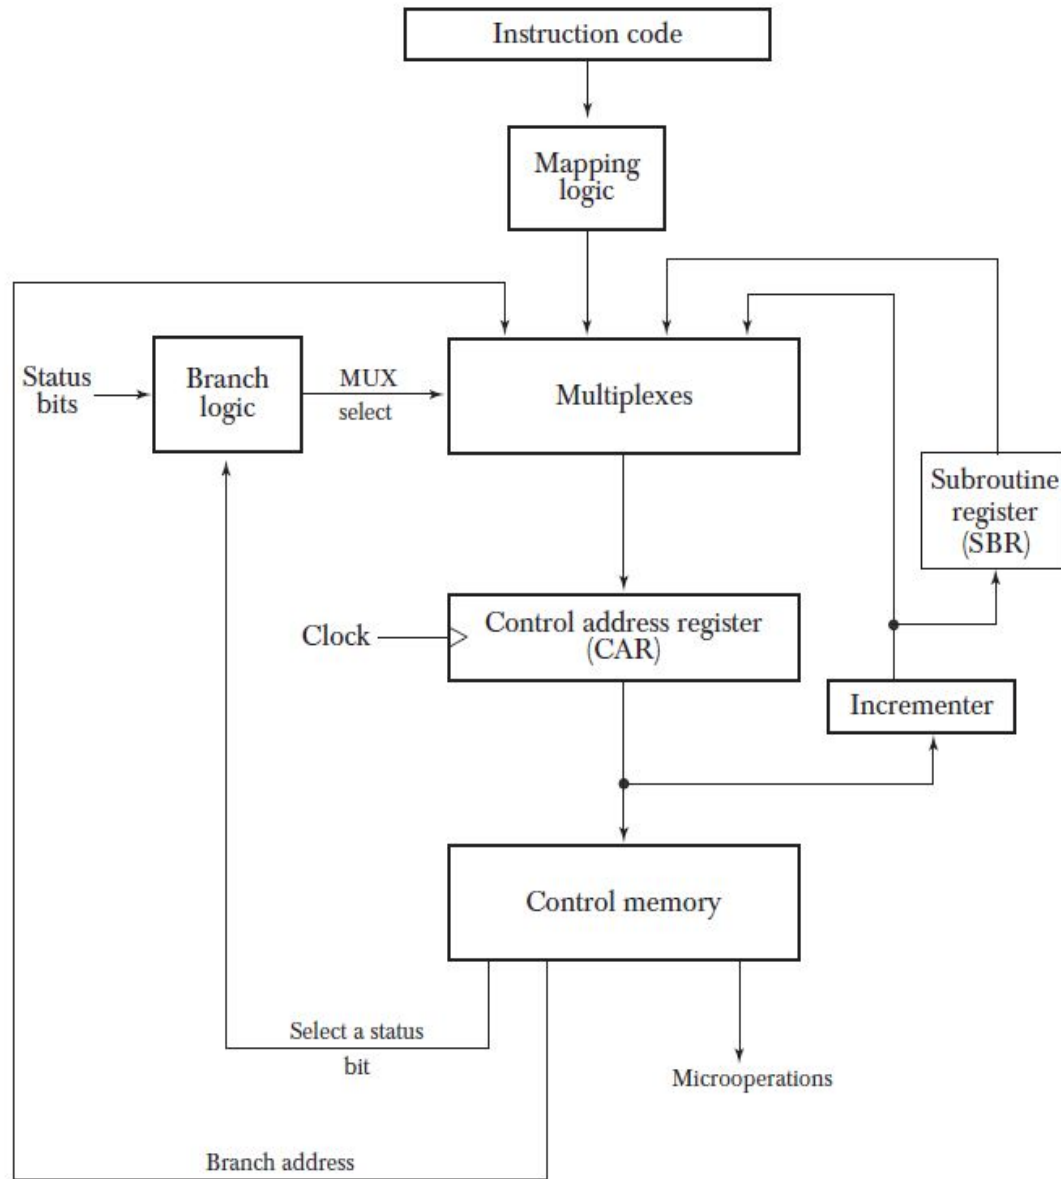 Instruction code
Mapping
logic
Status
bits
Branch
logic
MUX
select
Multiplexes
Subroutine
register
(SBR)
Clock
Control address register
(CAR)
Incrementer
Control memory
Select a status
bit
Microoperations
Branch address